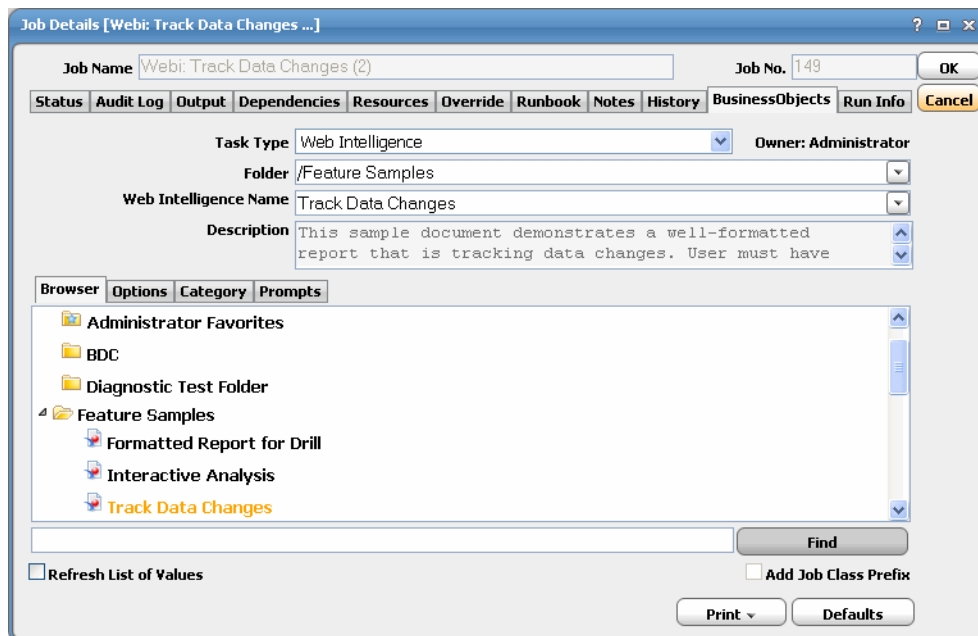 Job Details [Webi: Track Data Changes ...]
?
Job Name Webi: Track Data Changes (2) Job No. 149 OK
Status Audit Log Output Dependencies Resources Override Runbook Notes History BusinessObjects Run Info Cancel
Task Type Web Intelligence Owner: Administrator
Folder /Feature Samples
Web Intelligence Name Track Data Changes
Description This sample document demonstrates a well-formatted
report that is tracking data changes. User must have
Browser Options Category Prompts
Administrator Favorites
BDC
Diagnostic Test Folder
Feature Samples
Formatted Report for Drill
Interactive Analysis
Track Data Changes
Find
Refresh List of Values Add Job Class Prefix
Print Defaults